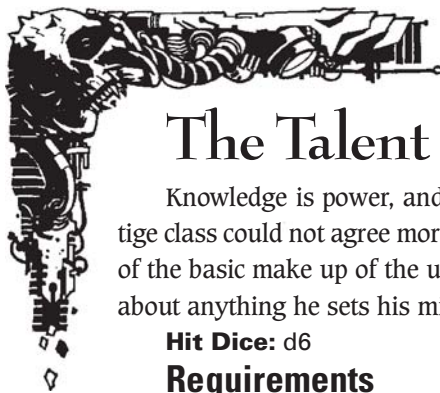 The Talent
Knowledge is power, and
tige class could not agree mor
of the basic make up of the u
about anything he sets his mi
Hit Dice: d6
Requirements